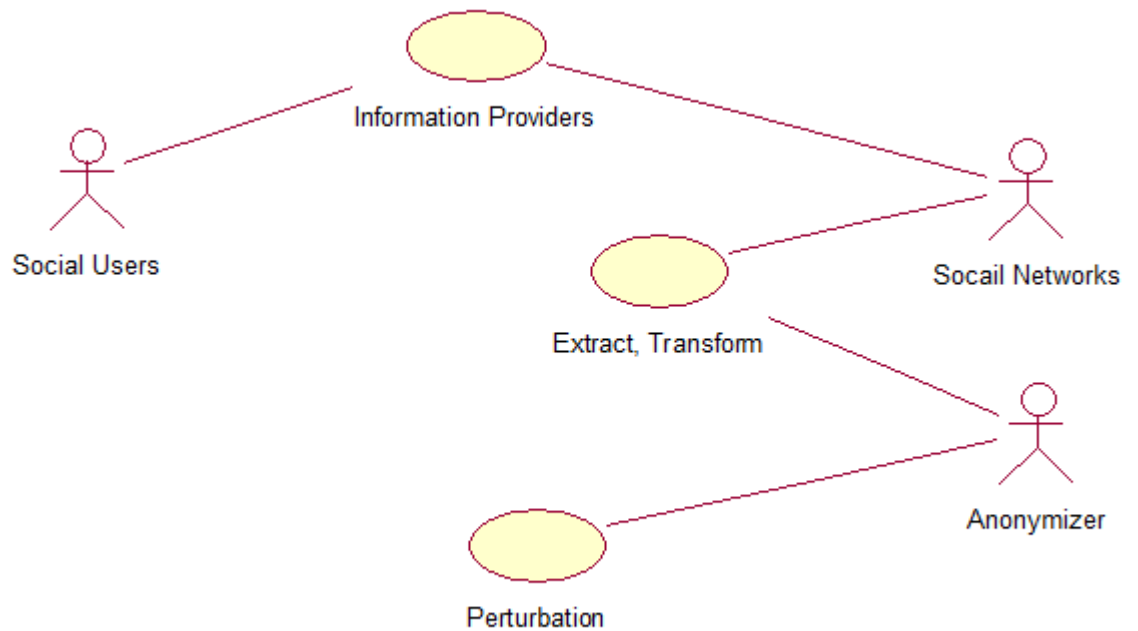 Information Providers
Social Users
Socail Networks
Extract, Transform
Anonymizer
Perturbation